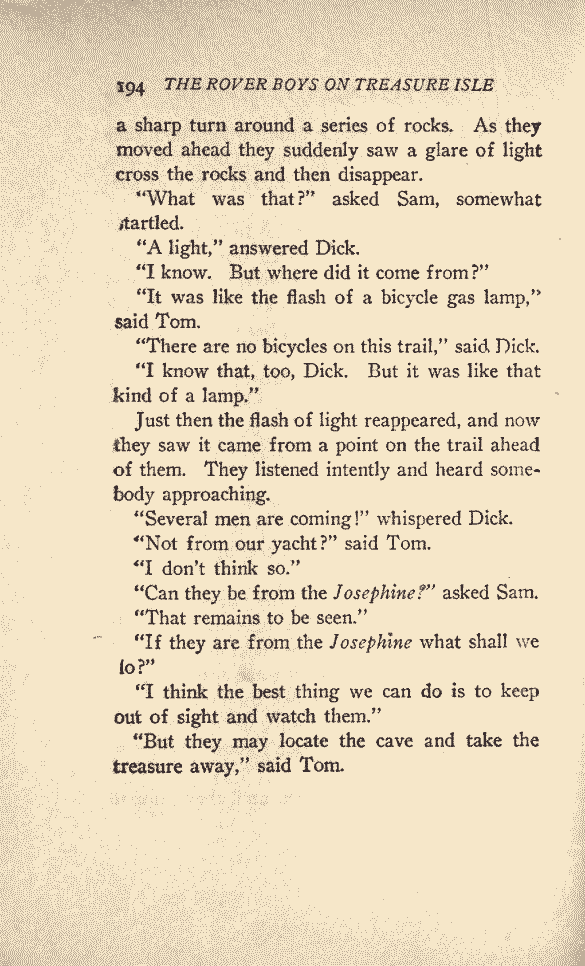 194 THE ROVER BOYS ON TREASURE ISLE
a sharp turn around a series of rocks. As they
moved ahead they suddenly saw a glare of light
cross the rocks and then disappear.
"What was that?" asked Sam, somewhat
startled.
"A light," answered Dick.
"I know. But where did it come from?"
"It was like the flash of a bicycle gas lamp,"
said Tom.
"There are no bicycles on this trail," said Dick.
"I know that, too, Dick. But it was like that
kind of a lamp."
Just then the flash of light reappeared, and now
they saw it came from a point on the trail ahead
of them. They listened intently and heard some-
body approaching.
"Several men are coming!" whispered Dick.
"Not from our yacht?" said Tom.
"I don't think so."
"Can they be from the Josephine?" asked Sam.
"That remains to be seen."
"If they are from the Josephine what shall we
do?"
"I think the best thing we can do is to keep
out of sight and watch them."
"But they may locate the cave and take the
treasure away," said Tom.